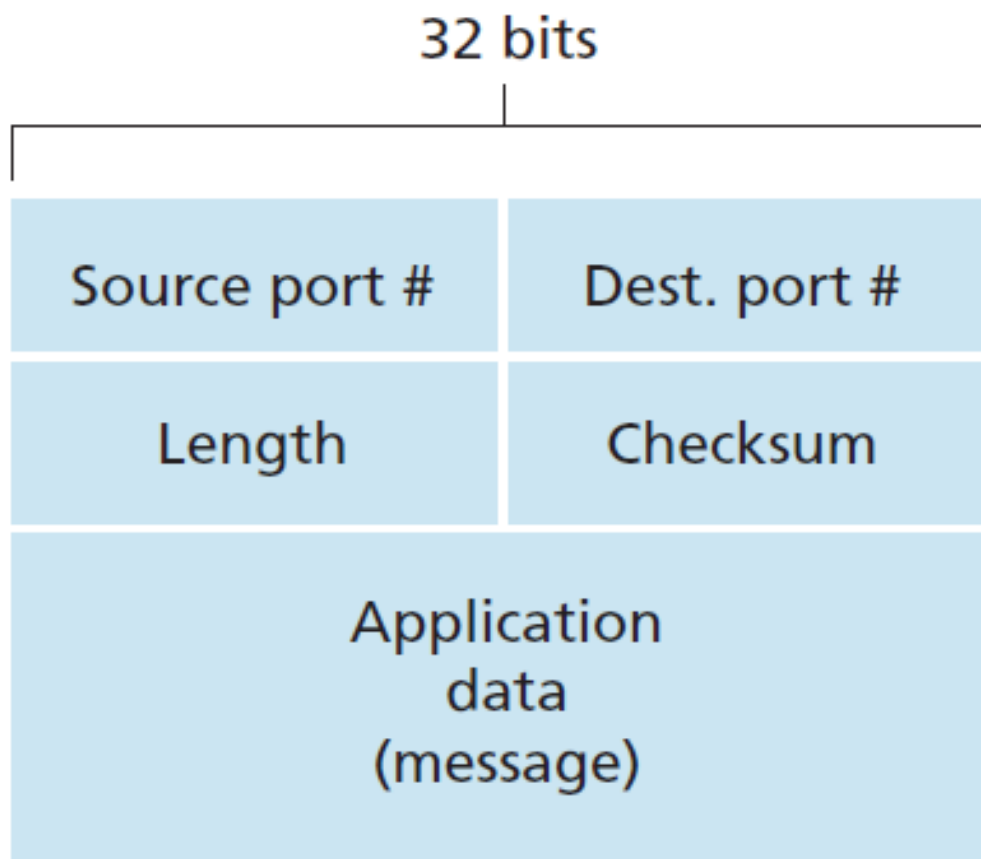 32 bits
Source port # Dest. port #
Length Checksum
Application
data
(message)